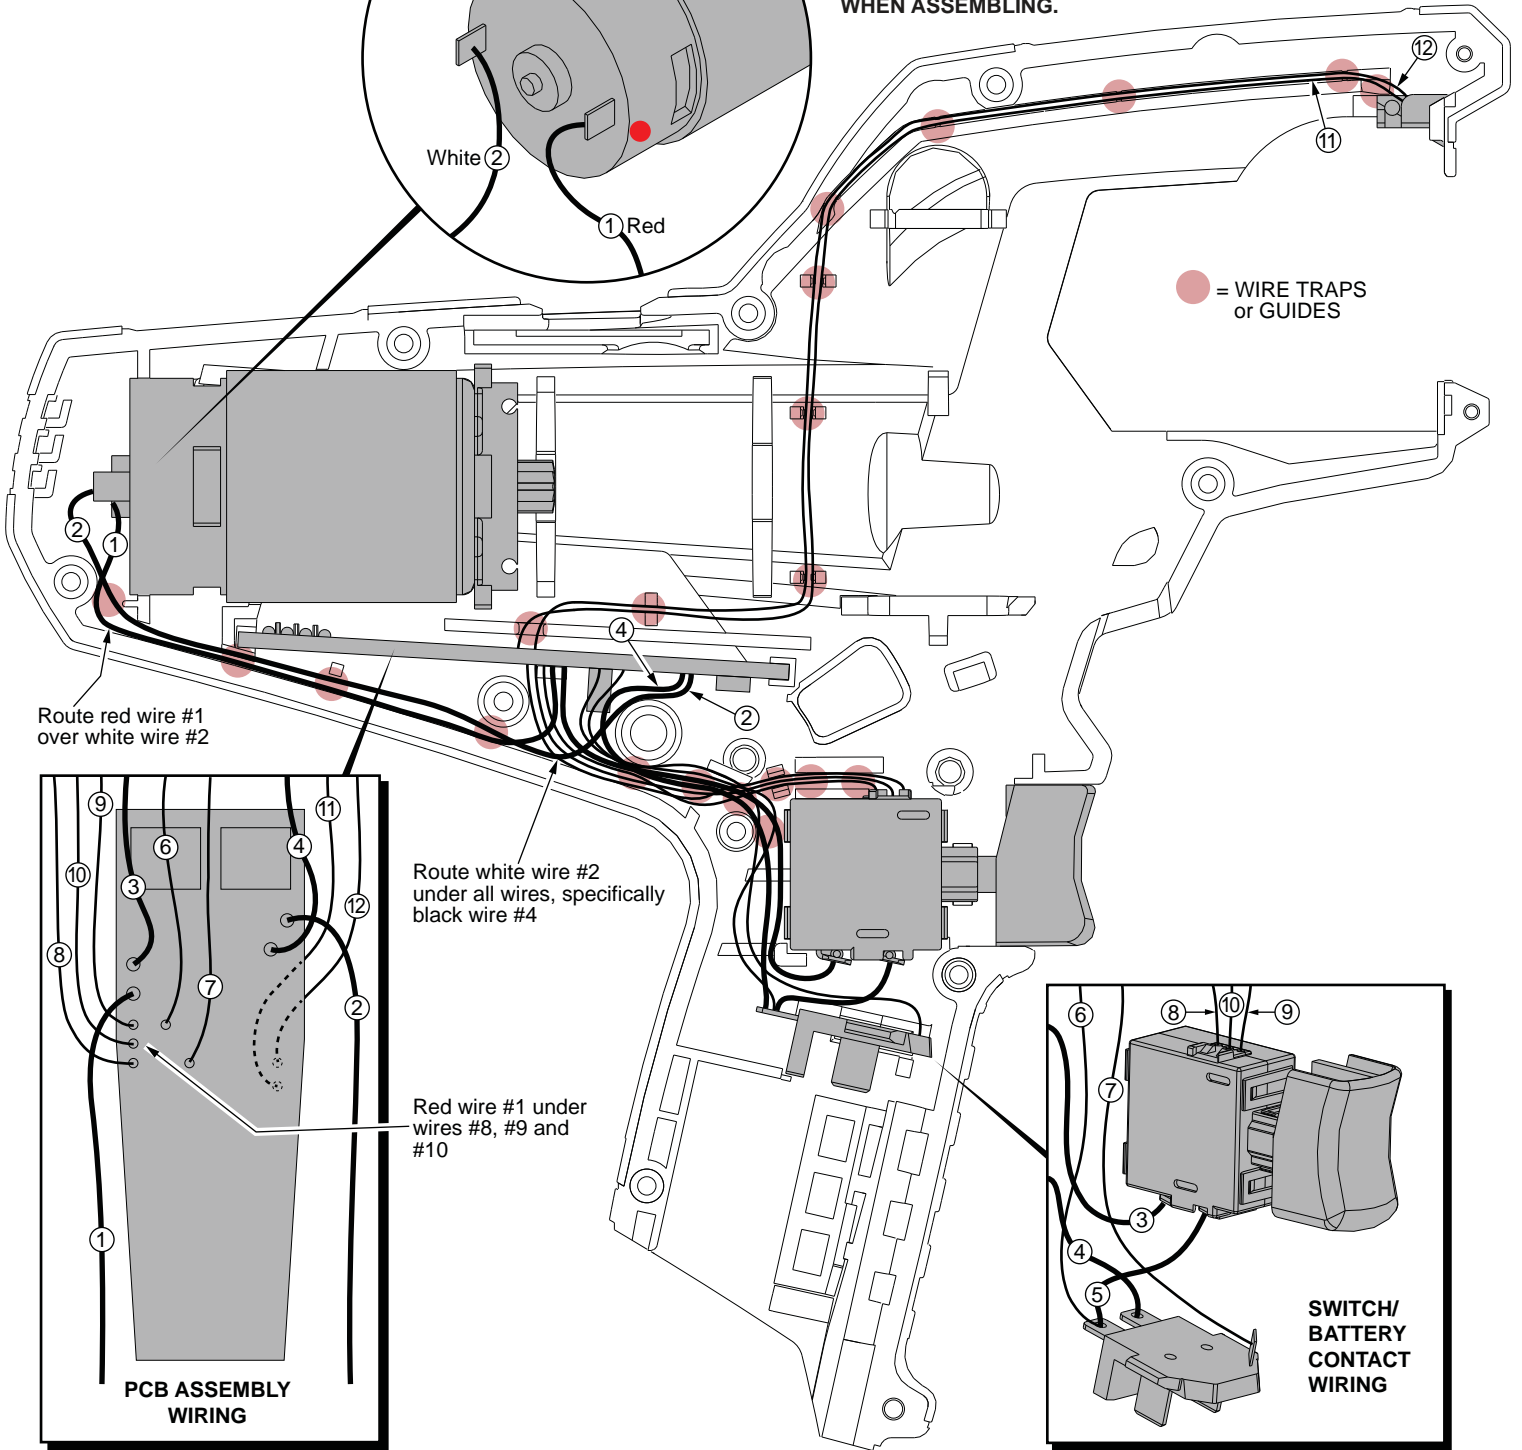 WHEN ASSEMBLING.
12
11
White 2
1 Red
= WIRE TRAPS
or GUIDES
2
1
4
2
Route red wire #1
over white wire #2
Route white wire #2
under all wires, specifically
black wire #4
9
11
6
4
10
3
12
8
7
2
Red wire #1 under
wires #8, #9 and
#10
1
PCB ASSEMBLY
WIRING
6
8
10
9
7
3
4
5
SWITCH/
BATTERY
CONTACT
WIRING